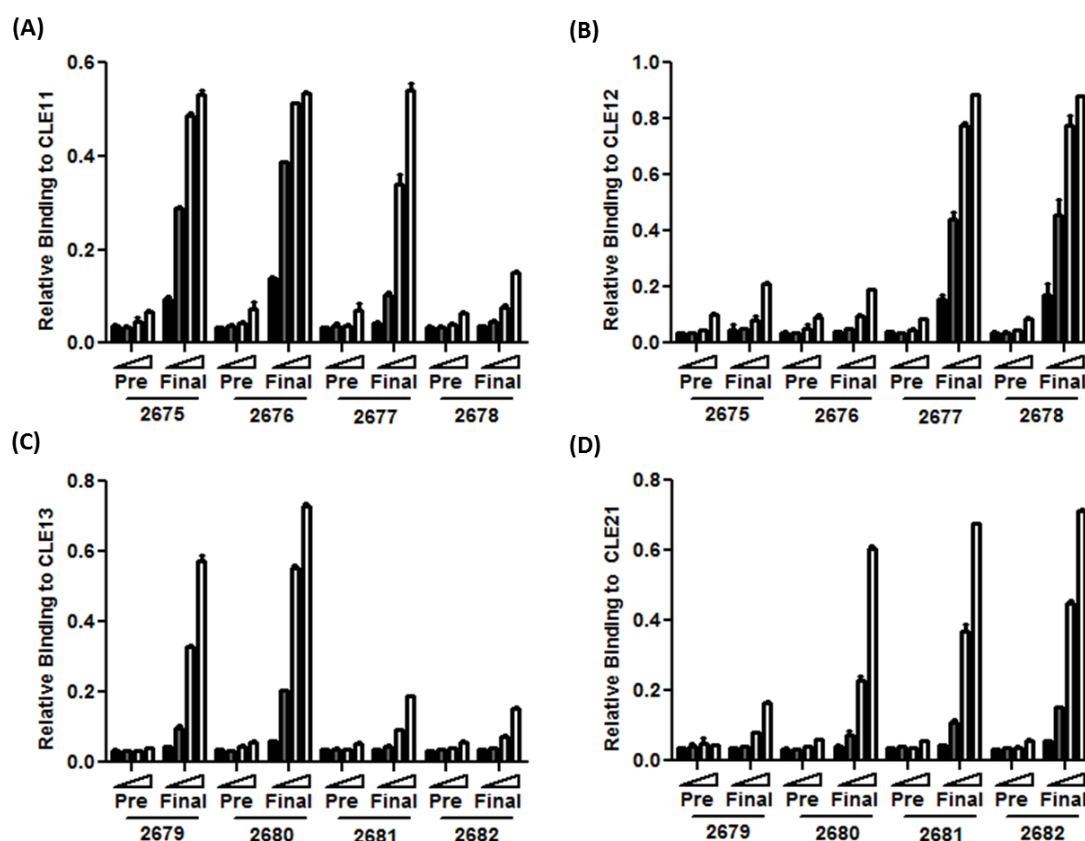 (A)
Relative Binding to CLE11
0.6
0.4
0.2
0.0
Pre Final Pre Final Pre Final Pre Final
2675 2676 2677 2678
(B)
Relative Binding to CLE12
1.0
0.8
0.6
0.4
0.2
0.0
Pre Final Pre Final Pre Final Pre Final
2675 2676 2677 2678
(C)
Relative Binding to CLE13
0.8
0.6
0.4
0.2
0.0
Pre Final Pre Final Pre Final Pre Final
2679 2680 2681 2682
(D)
Relative Binding to CLE21
0.8
0.6
0.4
0.2
0.0
Pre Final Pre Final Pre Final Pre Final
2679 2680 2681 2682